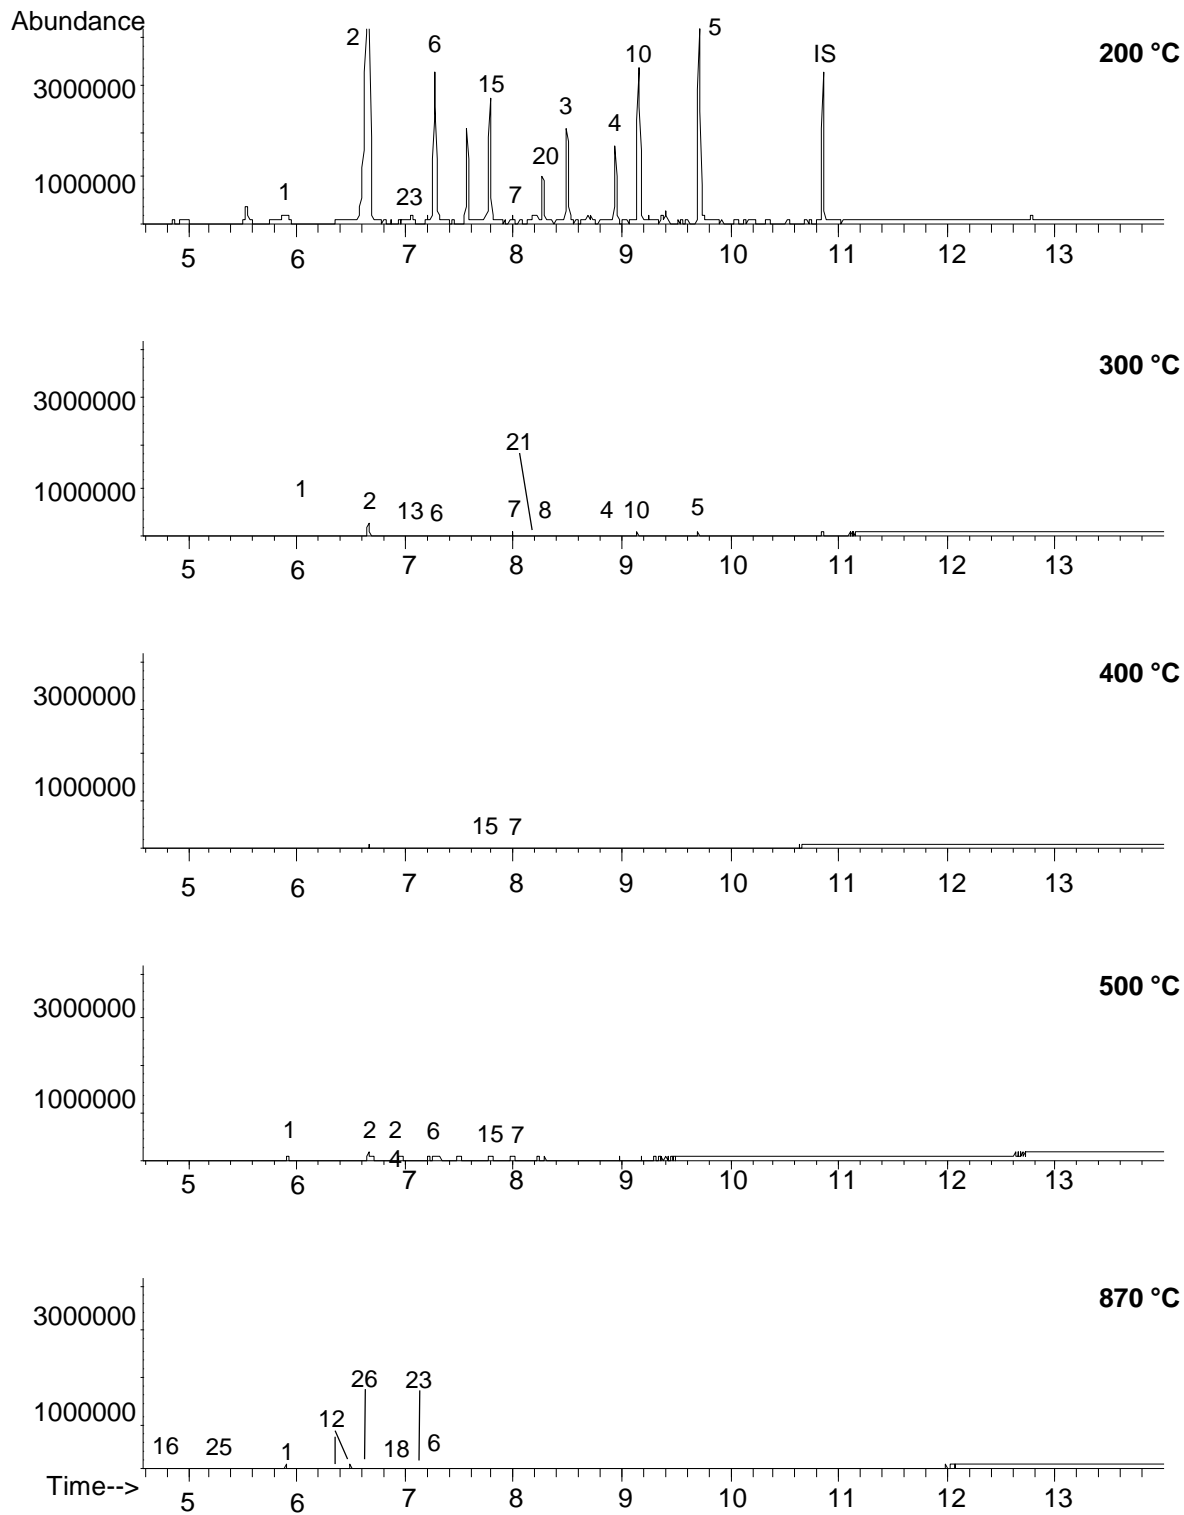 Abundance
200 °C
2 6 5
10 IS
3000000
15
3
4
20
1000000
1 23 7
5 6 7 8 9 10 11 12 13
300 °C
3000000
21
1000000
1 2 13 6 7 8 4 10 5
5 6 7 8 9 10 11 12 13
400 °C
3000000
1000000
15 7
5 6 7 8 9 10 11 12 13
500 °C
3000000
1000000
1 2 2 6 15 7
4
5 6 7 8 9 10 11 12 13
870 °C
3000000
26 23
1000000
12
16 25 1 18 6
Time-->
5 6 7 8 9 10 11 12 13